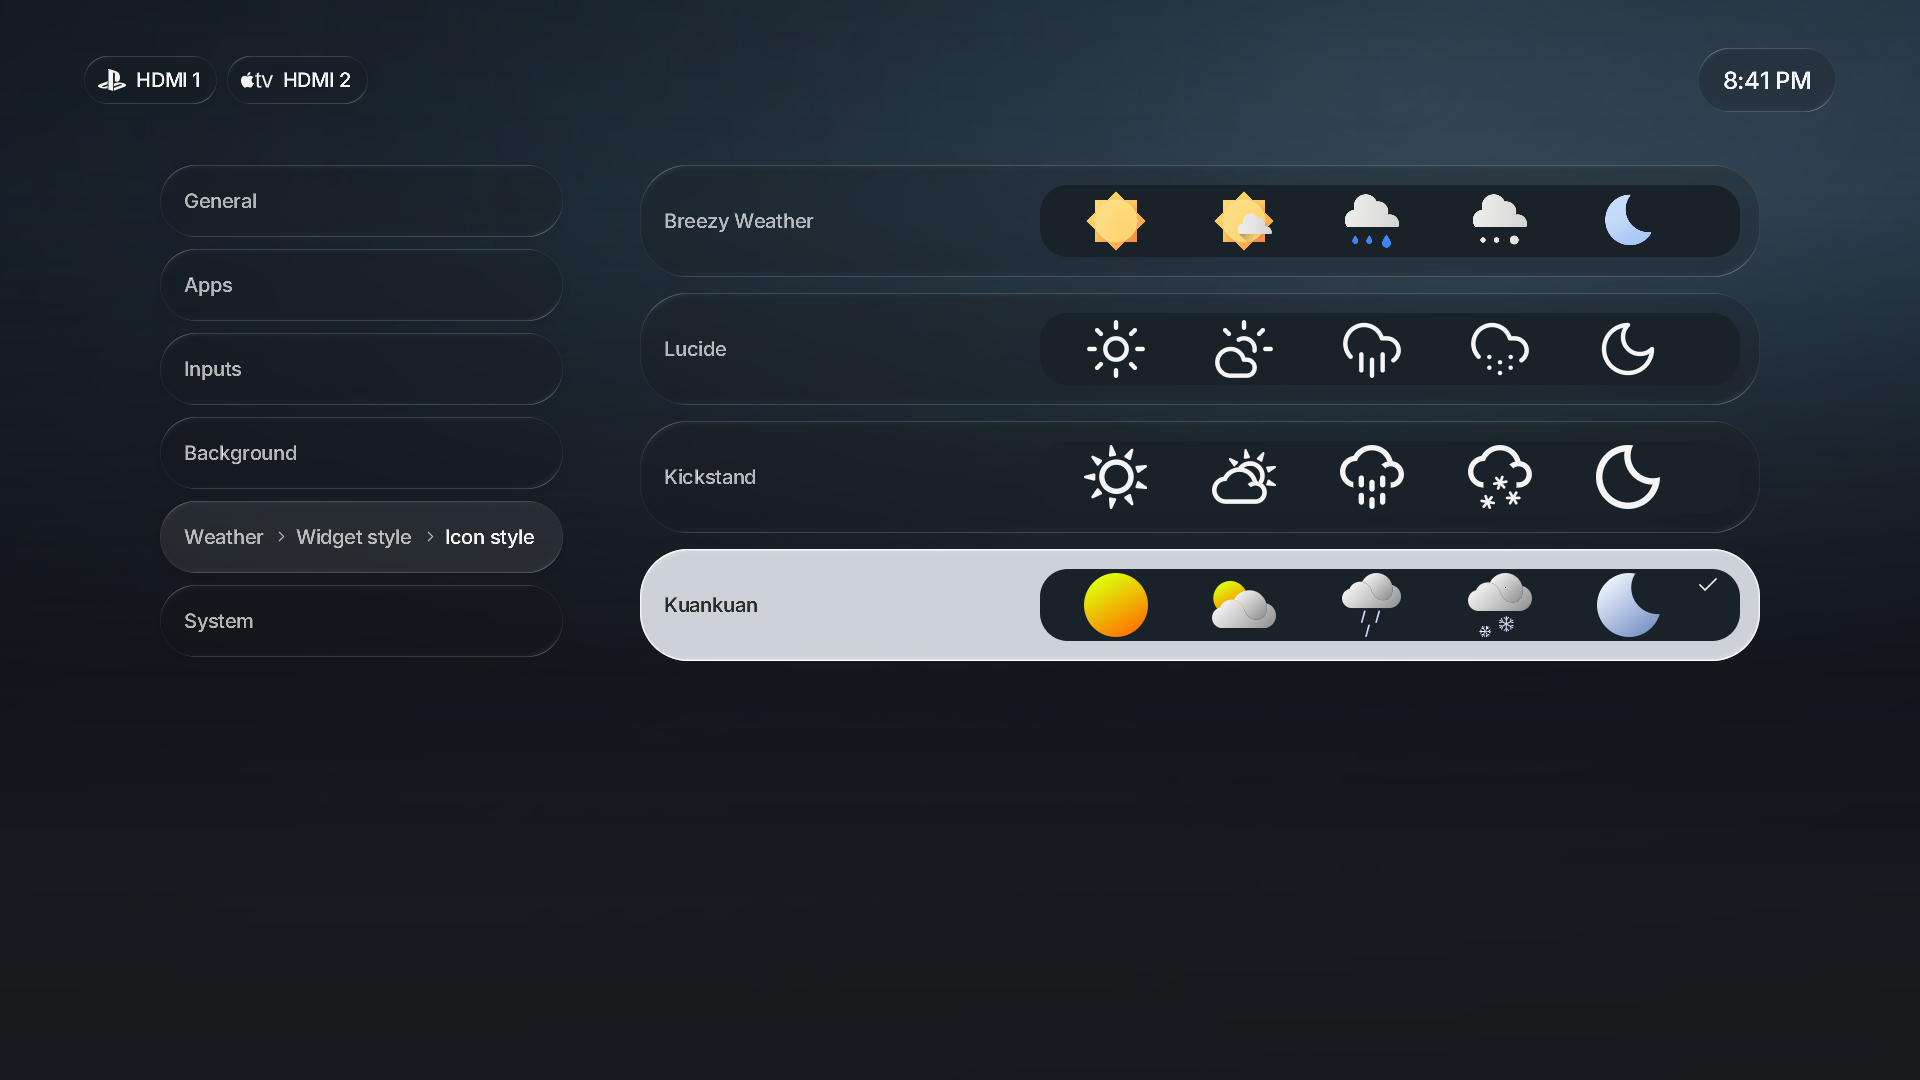 HDMI 1
tv HDMI 2
8:41 PM
General
Apps
Inputs
Background
Weather > Widget style > Icon style
System
Breezy Weather
Lucide
Kickstand
Kuankuan